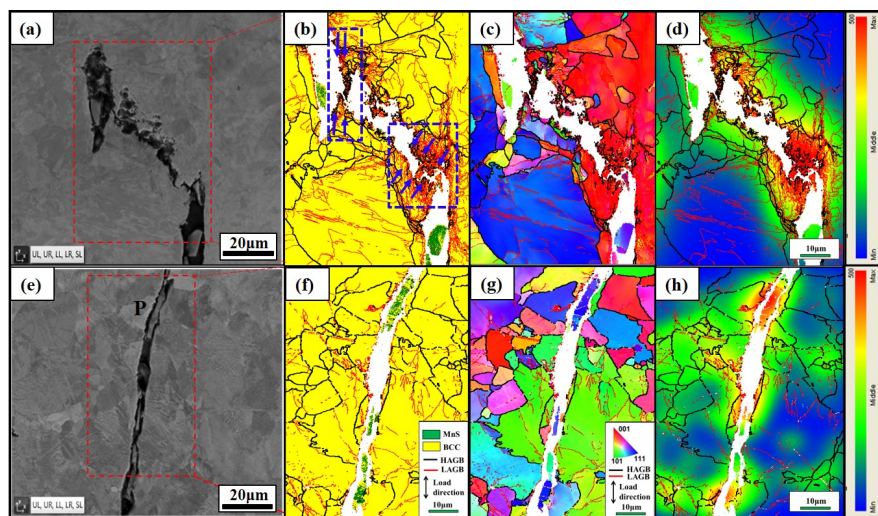 (a)
UL, UR, LL, LR, SL
20μm
(b)
(c)
(d)
10μm
500
Max
Middle
Min
(e)
P
UL, UR, LL, LR, SL
20μm
(f)
MnS
BCC
HAGB
LAGB
Load
direction
10μm
(g)
001
101
111
HAGB
LAGB
Load
direction
10μm
(h)
10μm
500
Max
Middle
Min